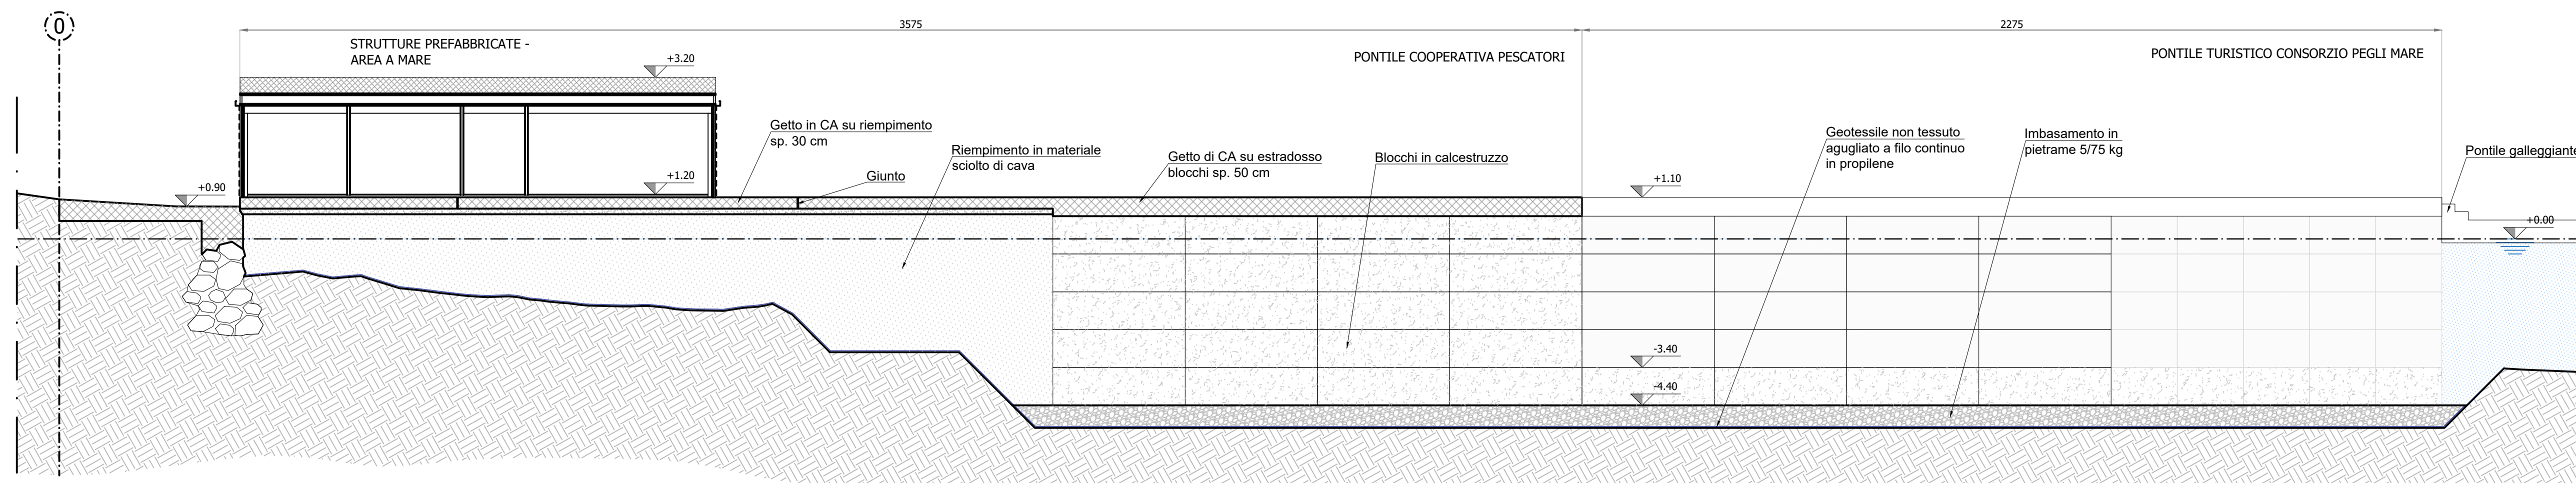 0
3575
2275
STRUTTURE PREFABBRICATE -
AREA A MARE
PONTILE COOPERATIVA PESCATORI
PONTILE TURISTICO CONSORZIO PEGLI MARE
+3.20
Getto in CA su riempimento
sp. 30 cm
Riempimento in materiale
sciolto di cava
Getto di CA su estradosso
blocchi sp. 50 cm
Blocchi in calcestruzzo
Geotessile non tessuto
agugliato a filo continuo
in propilene
Imbasamento in
pietrame 5/75 kg
Pontile galleggiante
Giunto
+0.90
+1.20
+1.10
+0.00
-3.40
-4.40